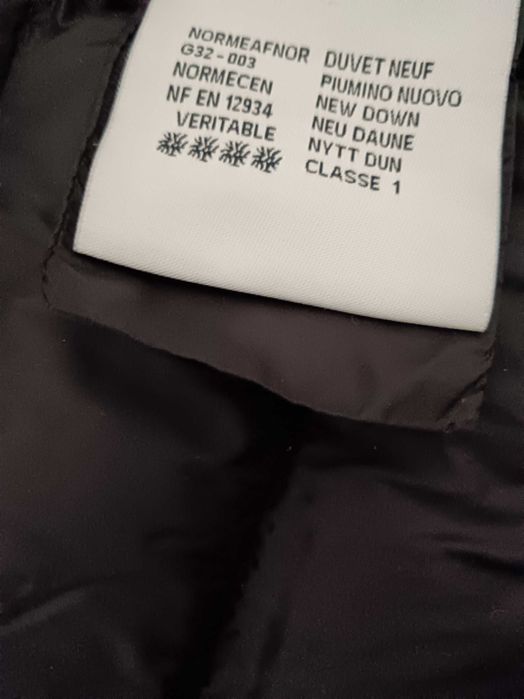 NORMEAFNOR
G32-003
NORMECEN
NF EN 12934
VERITABLE
DUVET NEUF
PIUMINO NUOVO
NEW DOWN
NEU DAUNE
NYTT DUN
CLASSE 1